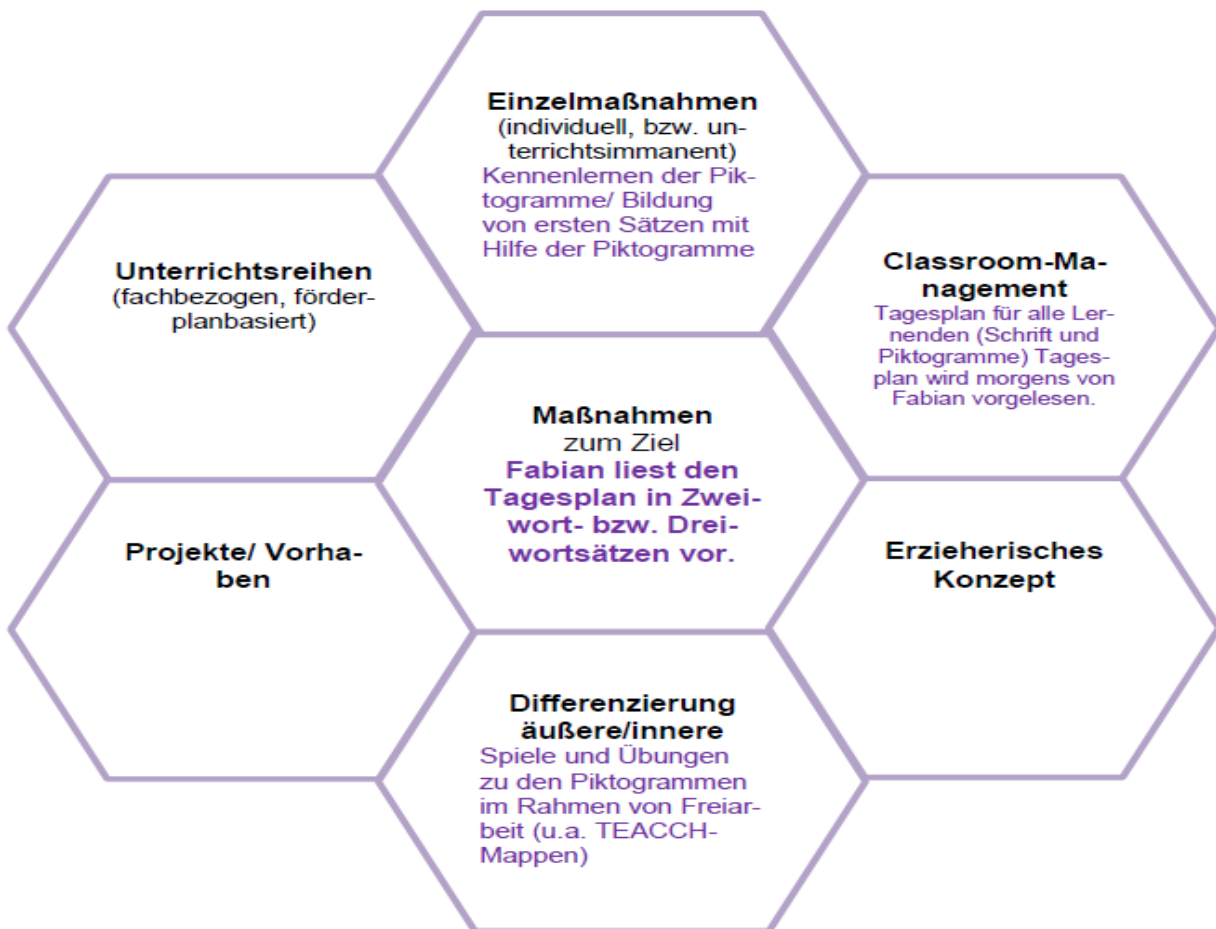 Einzelmaßnahmen
(individuell, bzw. un-
terrichtsimmanent)
Kennenlernen der Pik-
togramme/ Bildung
von ersten Sätzen mit
Hilfe der Piktogramme
Unterrichtsreihen
(fachbezogen, förder-
planbasiert)
Classroom-Ma-
nagement
Tagesplan für alle Ler-
nenden (Schrift und
Piktogramme) Tages-
plan wird morgens von
Fabian vorgelesen.
Maßnahmen
zum Ziel
Fabian liest den
Tagesplan in Zwei-
wort- bzw. Drei-
wortsätzen vor.
Projekte/ Vorha-
ben
Erzieherisches
Konzept
Differenzierung
äußere/innere
Spiele und Übungen
zu den Piktogrammen
im Rahmen von Freiar-
beit (u.a. TEACCH-
Mappen)